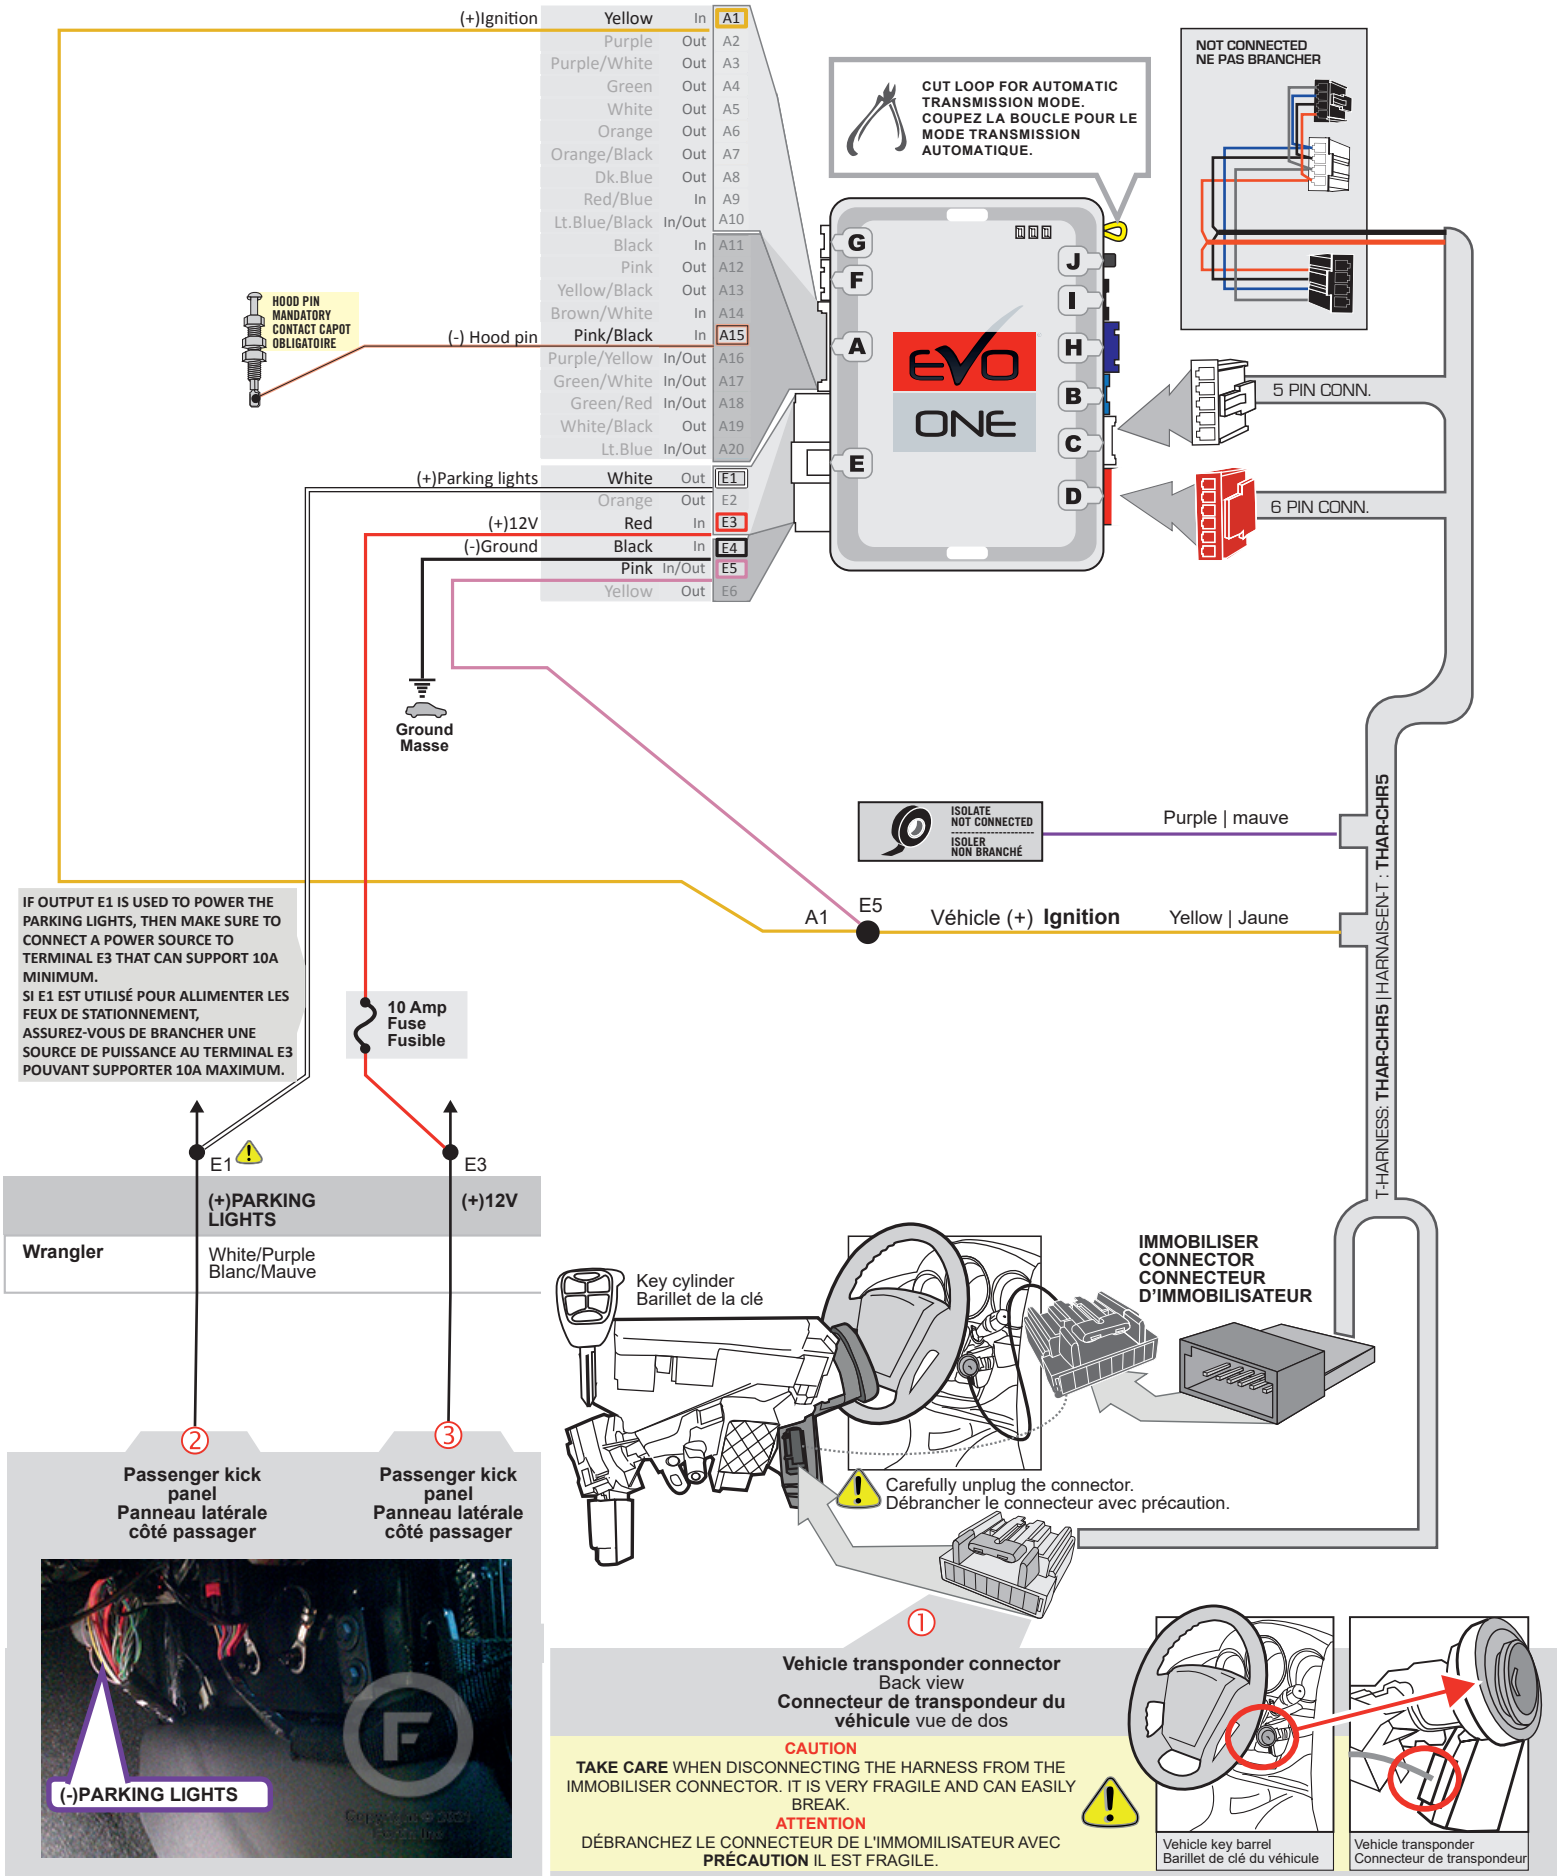 (+)Ignition Yellow In A1
Purple Out A2
Purple/White Out A3
Green Out A4
White Out A5
Orange Out A6
Orange/Black Out A7
Dk.Blue Out A8
Red/Blue In A9
Lt.Blue/Black In/Out A10
Black In A11
Pink Out A12
Yellow/Black Out A13
Brown/White In A14
(-) Hood pin Pink/Black In A15
Purple/Yellow In/Out A16
Green/White In/Out A17
Green/Red In/Out A18
White/Black Out A19
Lt.Blue In/Out A20
(+)Parking lights White Out E1
Orange Out E2
(+)12V Red In E3
(-)Ground Black In E4
Pink In/Out E5
Yellow Out E6
HOOD PIN
MANDATORY
CONTACT CAPOT
OBLIGATOIRE
CUT LOOP FOR AUTOMATIC
TRANSMISSION MODE.
COUPEZ LA BOUCLE POUR LE
MODE TRANSMISSION
AUTOMATIQUE.
NOT CONNECTED
NE PAS BRANCHER
G
F
A
E
J
I
H
B
C
D
EVO
ONE
5 PIN CONN.
6 PIN CONN.
Ground
Masse
ISOLATE
NOT CONNECTED
ISOLER
NON BRANCHÉ
Purple | mauve
A1
E5
Véhicle (+) Ignition
Yellow | Jaune
T-HARNESS: THAR-CHR5 | HARNAIS-EN-T : THAR-CHR5
IF OUTPUT E1 IS USED TO POWER THE
PARKING LIGHTS, THEN MAKE SURE TO
CONNECT A POWER SOURCE TO
TERMINAL E3 THAT CAN SUPPORT 10A
MINIMUM.
SI E1 EST UTILISÉ POUR ALLIMENTER LES
FEUX DE STATIONNEMENT,
ASSUREZ-VOUS DE BRANCHER UNE
SOURCE DE PUISSANCE AU TERMINAL E3
POUVANT SUPPORTER 10A MAXIMUM.
10 Amp
Fuse
Fusible
E1
E3
(+)PARKING
LIGHTS
(+)12V
Wrangler
White/Purple
Blanc/Mauve
2
Passenger kick
panel
Panneau latérale
côté passager
3
Passenger kick
panel
Panneau latérale
côté passager
(-)PARKING LIGHTS
F
Key cylinder
Barillet de la clé
IMMOBILISER
CONNECTOR
CONNECTEUR
D'IMMOBILISATEUR
Carefully unplug the connector.
Débrancher le connecteur avec précaution.
1
Vehicle transponder connector
Back view
Connecteur de transpondeur du
véhicule vue de dos
CAUTION
TAKE CARE WHEN DISCONNECTING THE HARNESS FROM THE
IMMOBILISER CONNECTOR. IT IS VERY FRAGILE AND CAN EASILY
BREAK.
ATTENTION
DÉBRANCHEZ LE CONNECTEUR DE L'IMMOMILISATEUR AVEC
PRÉCAUTION IL EST FRAGILE.
Vehicle key barrel
Barillet de clé du véhicule
Vehicle transponder
Connecteur de transpondeur